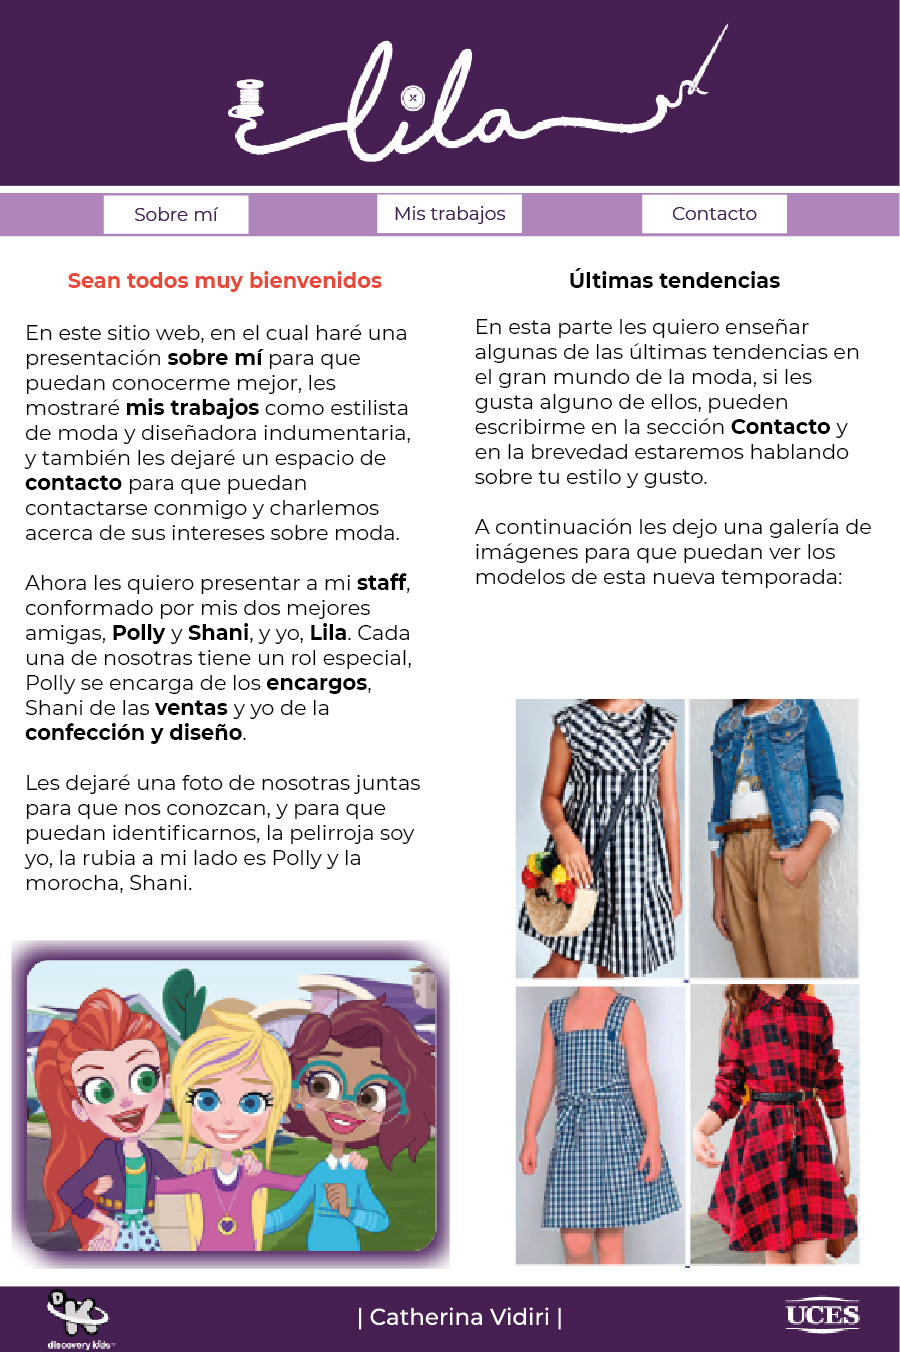 lila
Sobre mí
Mis trabajos
Contacto
Sean todos muy bienvenidos
En este sitio web, en el cual haré una
presentación sobre mí para que
puedan conocerme mejor, les
mostraré mis trabajos como estilista
de moda y diseñadora indumentaria,
y también les dejaré un espacio de
contacto para que puedan
contactarse conmigo y charlemos
acerca de sus intereses sobre moda.
Ahora les quiero presentar a mi staff,
conformado por mis dos mejores
amigas, Polly y Shani, y yo, Lila. Cada
una de nosotras tiene un rol especial,
Polly se encarga de los encargos,
Shani de las ventas y yo de la
confección y diseño.
Les dejaré una foto de nosotras juntas
para que nos conozcan, y para que
puedan identificarnos, la pelirroja soy
yo, la rubia a mi lado es Polly y la
morocha, Shani.
Últimas tendencias
En esta parte les quiero enseñar
algunas de las últimas tendencias en
el gran mundo de la moda, si les
gusta alguno de ellos, pueden
escribirme en la sección Contacto y
en la brevedad estaremos hablando
sobre tu estilo y gusto.
A continuación les dejo una galería de
imágenes para que puedan ver los
modelos de esta nueva temporada:
DK
discovery kids™
| Catherina Vidiri |
UCES